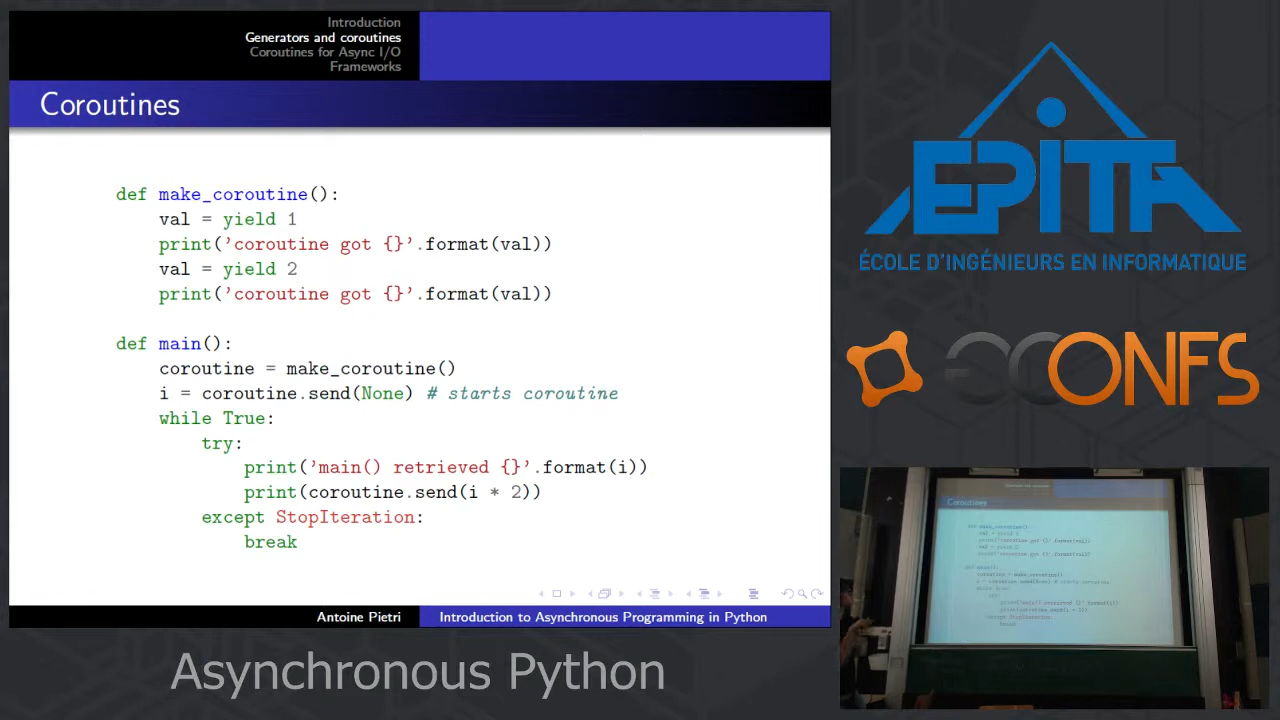 Introduction
Generators and coroutines
Coroutines for Async I/O
Frameworks
Coroutines
def make_coroutine():
    val = yield 1
    print('coroutine got {}'.format(val))
    val = yield 2
    print('coroutine got {}'.format(val))
def main():
    coroutine = make_coroutine()
    i = coroutine.send(None) # starts coroutine
    while True:
        try:
            print('main() retrieved {}'.format(i))
            print(coroutine.send(i * 2))
        except StopIteration:
            break
Antoine Pietri
Introduction to Asynchronous Programming in Python
Asynchronous Python
EPITA
ÉCOLE D'INGÉNIEURS EN INFORMATIQUE
CONFS
Coroutines